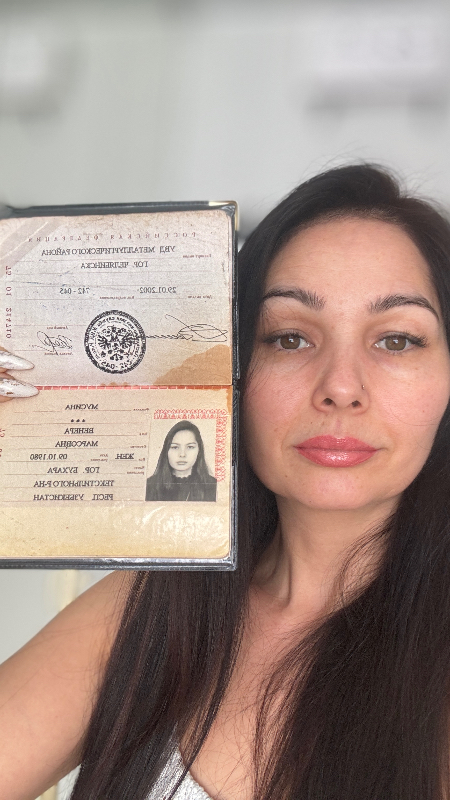 РОССИЙСКАЯ ФЕДЕРАЦИЯ
УВД МЕТАЛЛУРГИЧЕСКОГО РАЙОНА
ГОР. ЧЕЛЯБИНСКА
29.01.2002 742-045
75 01 214710
МУСИНА
***
ВЕНЕРА
МАРСОВНА
ЖЕН. 09.10.1980
ГОР. БУХАРА
ТЕКСТИЛЬНОГО Р-НА
РЕСП УЗБЕКИСТАН